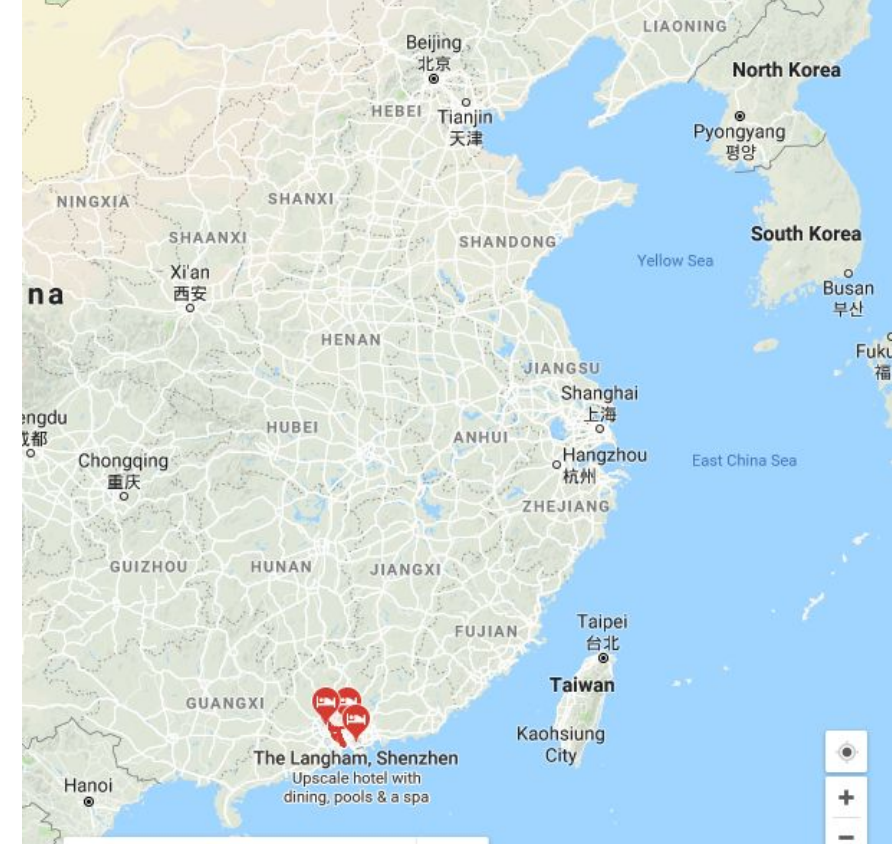 LIAONING
Beijing
北京
North Korea
HEBEI
Tianjin
天津
Pyongyang
평양
NINGXIA
SHANXI
SHAANXI
SHANDONG
South Korea
Yellow Sea
Xi'an
西安
na
Busan
부산
HENAN
Fuku
福
JIANGSU
Shanghai
上海
engdu
都
HUBEI
ANHUI
Chongqing
重庆
Hangzhou
杭州
East China Sea
ZHEJIANG
GUIZHOU
HUNAN
JIANGXI
Taipei
台北
FUJIAN
Taiwan
GUANGXI
Kaohsiung
City
The Langham, Shenzhen
Upscale hotel with
dining, pools & a spa
Hanoi